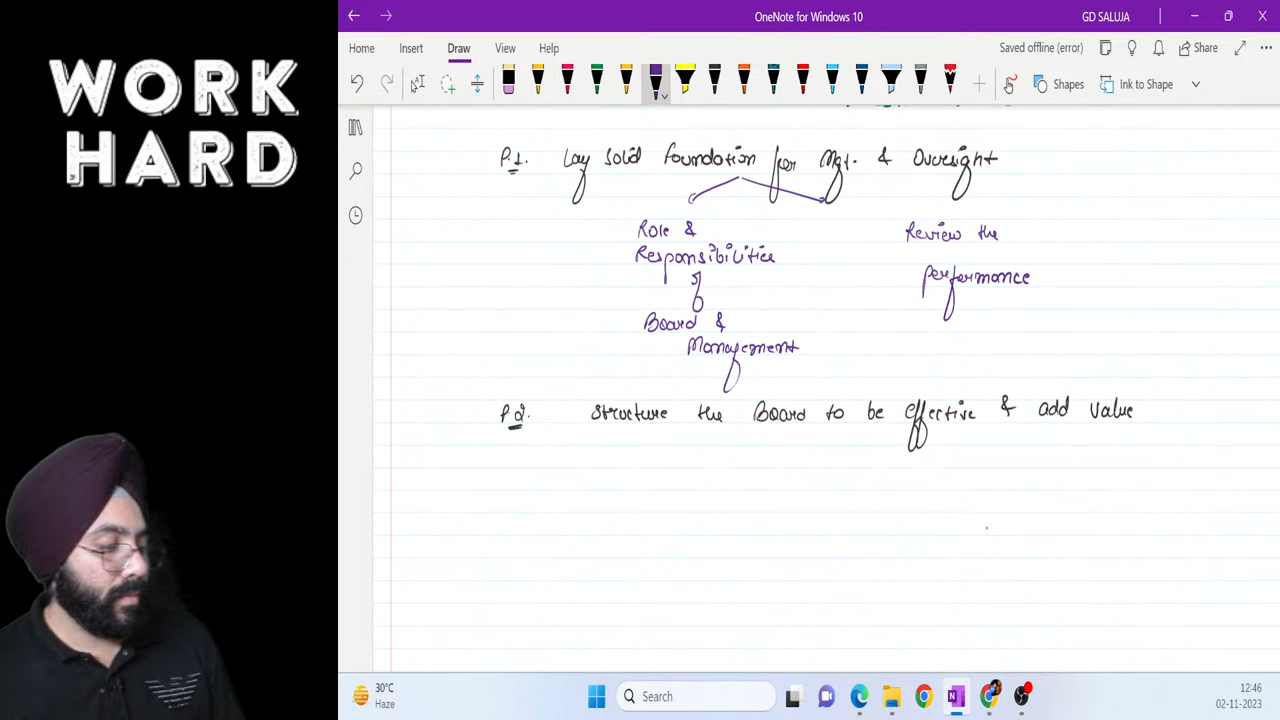 WORK
HARD
OneNote for Windows 10
GD SALUJA
Home Insert Draw View Help
Saved offline (error)
Share
Shapes
Ink to Shape
P.1. Lay Solid Foundation for Mgt. & Oversight
Role &
Responsibilities
of
Board &
Management
Review the
performance
P.2. Structure the Board to be effective & add value
30°C
Haze
Search
12:46
02-11-2023